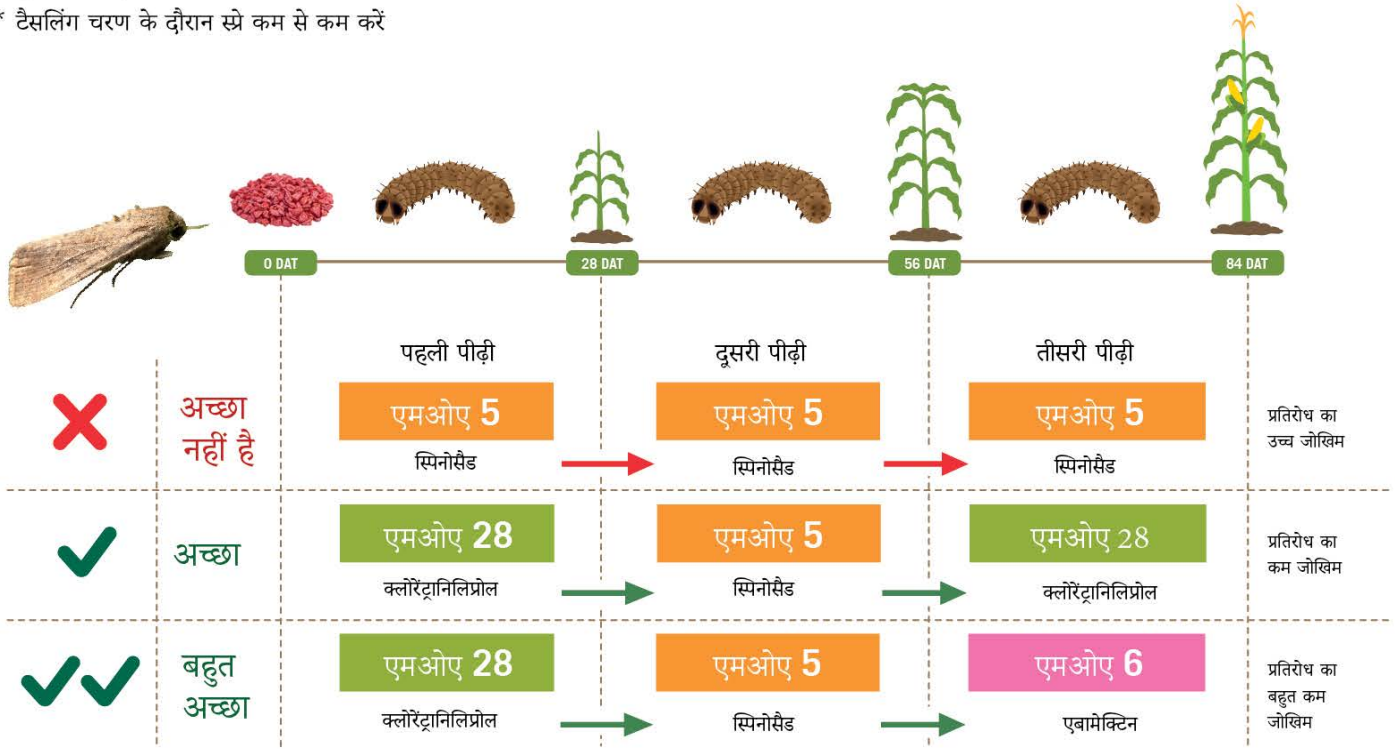 * टैसलिंग चरण के दौरान स्प्रे कम से कम करें
0 DAT
28 DAT
56 DAT
84 DAT
पहली पीढ़ी
दूसरी पीढ़ी
तीसरी पीढ़ी
अच्छा
नहीं है
एमओए 5
स्पिनोसैड
एमओए 5
स्पिनोसैड
एमओए 5
स्पिनोसैड
प्रतिरोध का
उच्च जोखिम
अच्छा
एमओए 28
क्लोरेंट्रानिलिप्रोल
एमओए 5
स्पिनोसैड
एमओए 28
क्लोरेंट्रानिलिप्रोल
प्रतिरोध का
कम जोखिम
बहुत
अच्छा
एमओए 28
क्लोरेंट्रानिलिप्रोल
एमओए 5
स्पिनोसैड
एमओए 6
एबामेक्टिन
प्रतिरोध का
बहुत कम
जोखिम